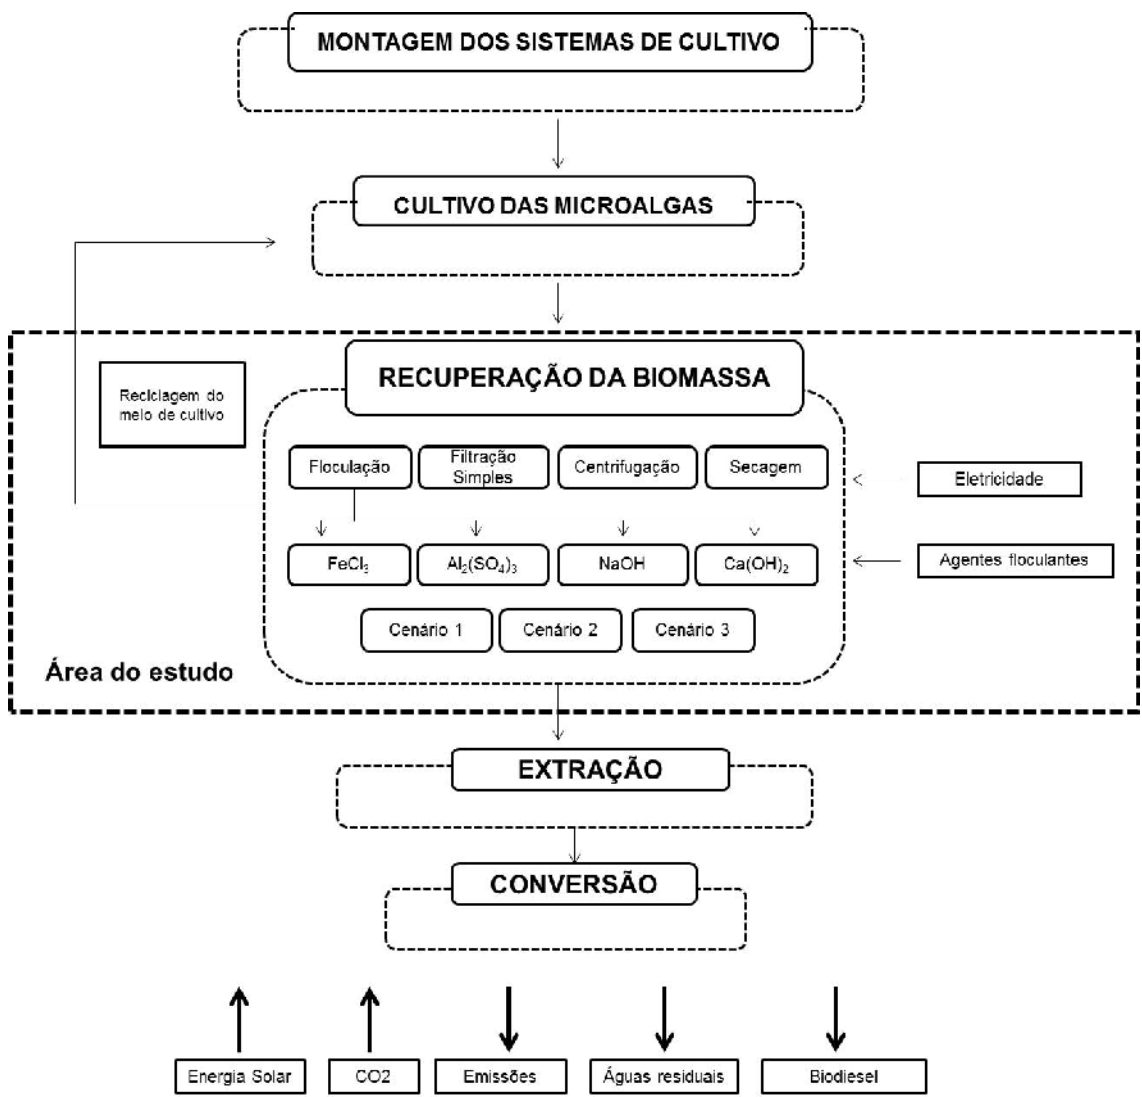 MONTAGEM DOS SISTEMAS DE CULTIVO
CULTIVO DAS MICROALGAS
RECUPERAÇÃO DA BIOMASSA
Reciclagem do
meio de cultivo
Floculação
Filtração
Simples
Centrifugação
Secagem
Eletricidade
FeCl₃
Al₂(SO₄)₃
NaOH
Ca(OH)₂
Agentes floculantes
Cenário 1
Cenário 2
Cenário 3
Área do estudo
EXTRAÇÃO
CONVERSÃO
Energia Solar
CO2
Emissões
Águas residuais
Biodiesel